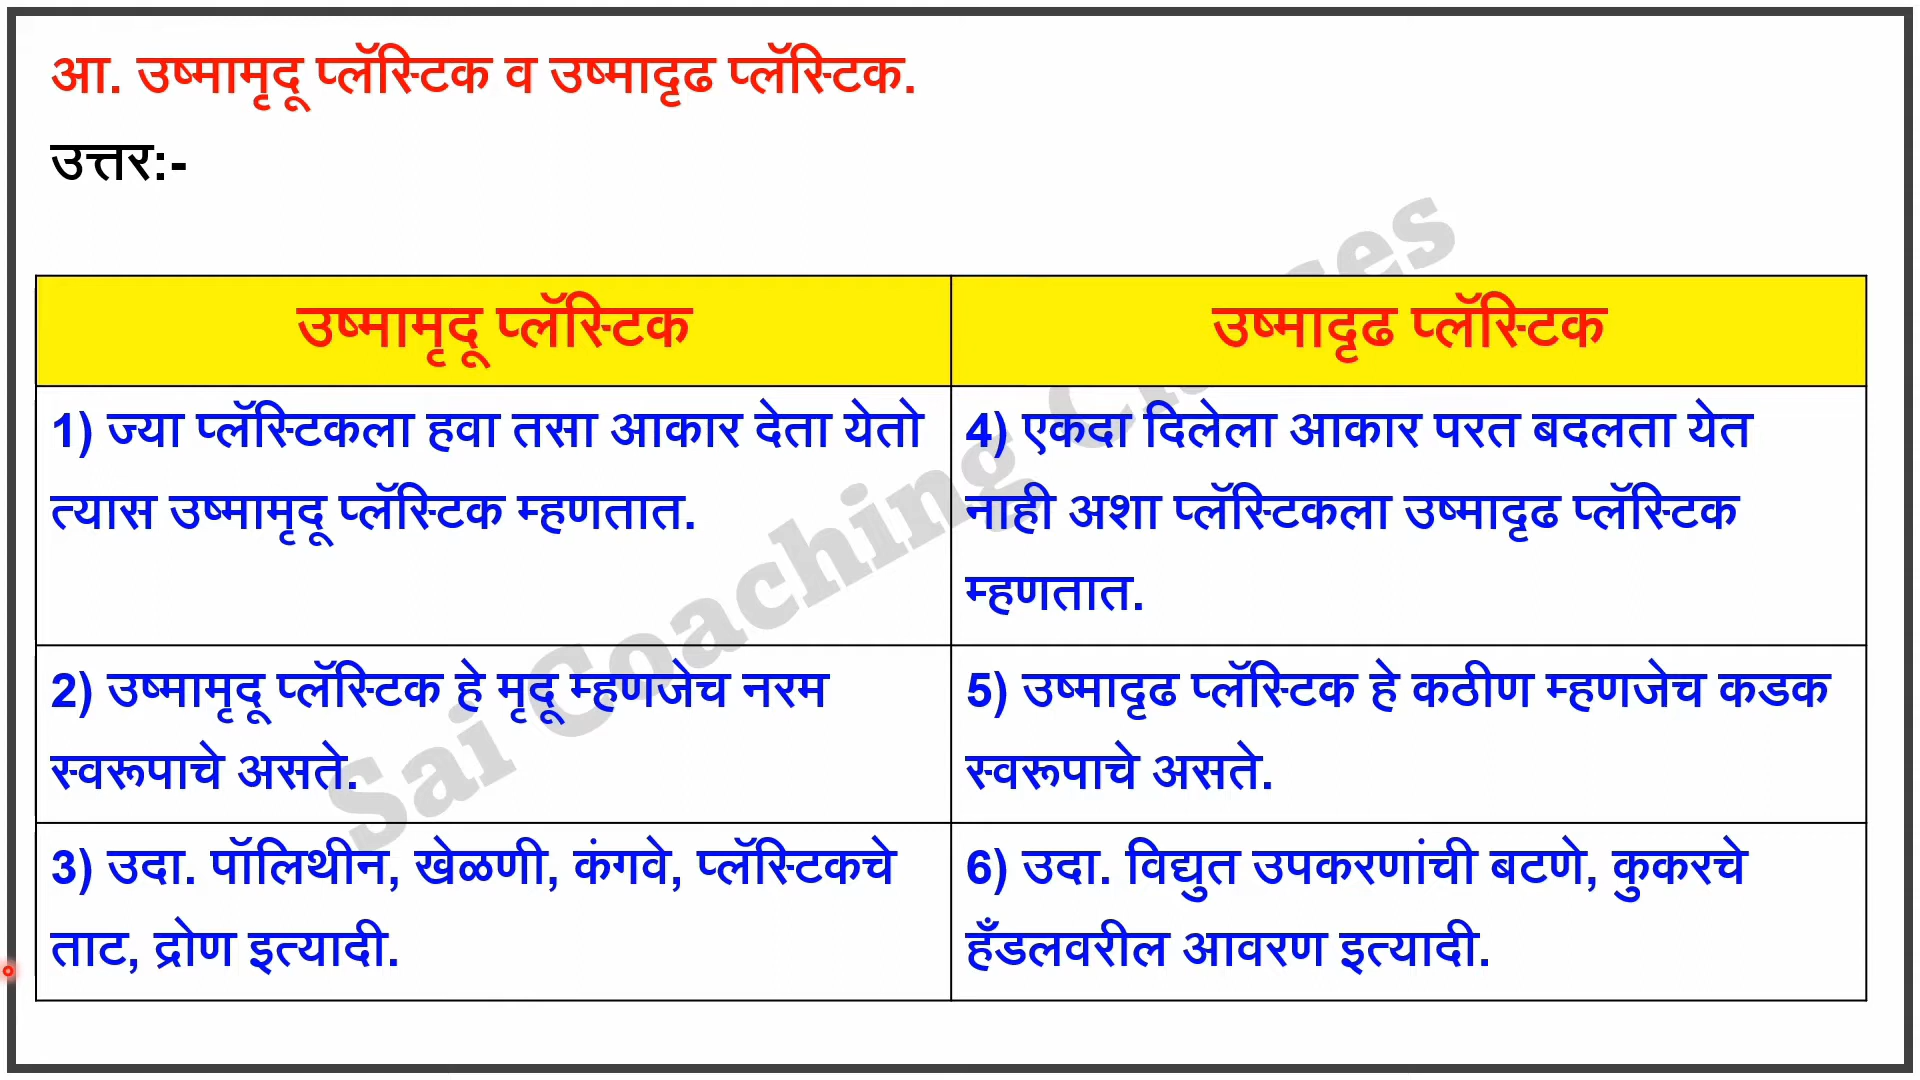 आ. उष्मामृदू प्लॅस्टिक व उष्मादृढ प्लॅस्टिक.
उत्तर:-
उष्मामृदू प्लॅस्टिक
उष्मादृढ प्लॅस्टिक
1) ज्या प्लॅस्टिकला हवा तसा आकार देता येतो
त्यास उष्मामृदू प्लॅस्टिक म्हणतात.
4) एकदा दिलेला आकार परत बदलता येत
नाही अशा प्लॅस्टिकला उष्मादृढ प्लॅस्टिक
म्हणतात.
2) उष्मामृदू प्लॅस्टिक हे मृदू म्हणजेच नरम
स्वरूपाचे असते.
5) उष्मादृढ प्लॅस्टिक हे कठीण म्हणजेच कडक
स्वरूपाचे असते.
3) उदा. पॉलिथीन, खेळणी, कंगवे, प्लॅस्टिकचे
ताट, द्रोण इत्यादी.
6) उदा. विद्युत उपकरणांची बटणे, कुकरचे
हँडलवरील आवरण इत्यादी.
Sai Coaching